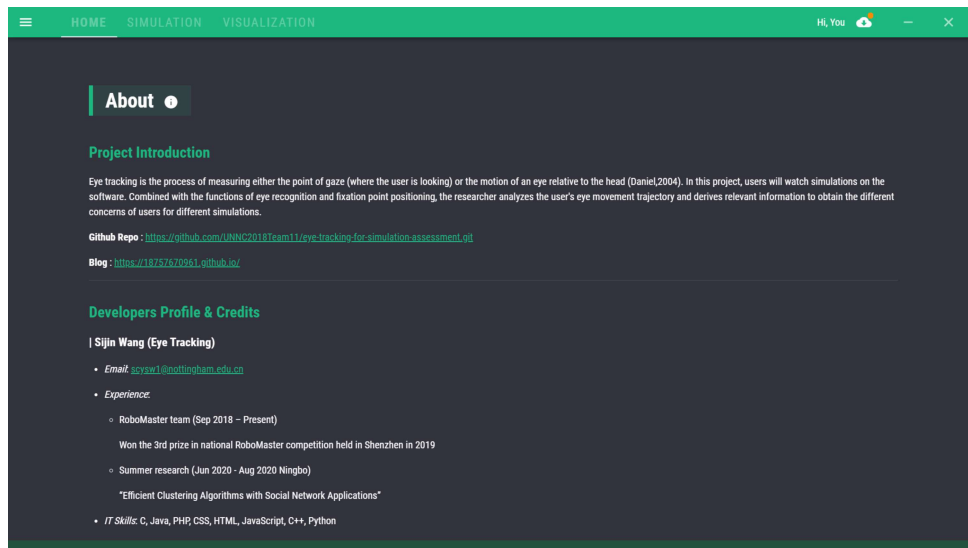 HOME SIMULATION VISUALIZATION Hi, You
About
Project Introduction
Eye tracking is the process of measuring either the point of gaze (where the user is looking) or the motion of an eye relative to the head (Daniel,2004). In this project, users will watch simulations on the
software. Combined with the functions of eye recognition and fixation point positioning, the researcher analyzes the user's eye movement trajectory and derives relevant information to obtain the different
concerns of users for different simulations.
Github Repo : https://github.com/UNNC2018Team11/eye-tracking-for-simulation-assessment.git
Blog : https://18757670961.github.io/
Developers Profile & Credits
| Sijin Wang (Eye Tracking)
• Email: scysw1@nottingham.edu.cn
• Experience:
◦ RoboMaster team (Sep 2018 – Present)
Won the 3rd prize in national RoboMaster competition held in Shenzhen in 2019
◦ Summer research (Jun 2020 - Aug 2020 Ningbo)
“Efficient Clustering Algorithms with Social Network Applications”
• IT Skills: C, Java, PHP, CSS, HTML, JavaScript, C++, Python